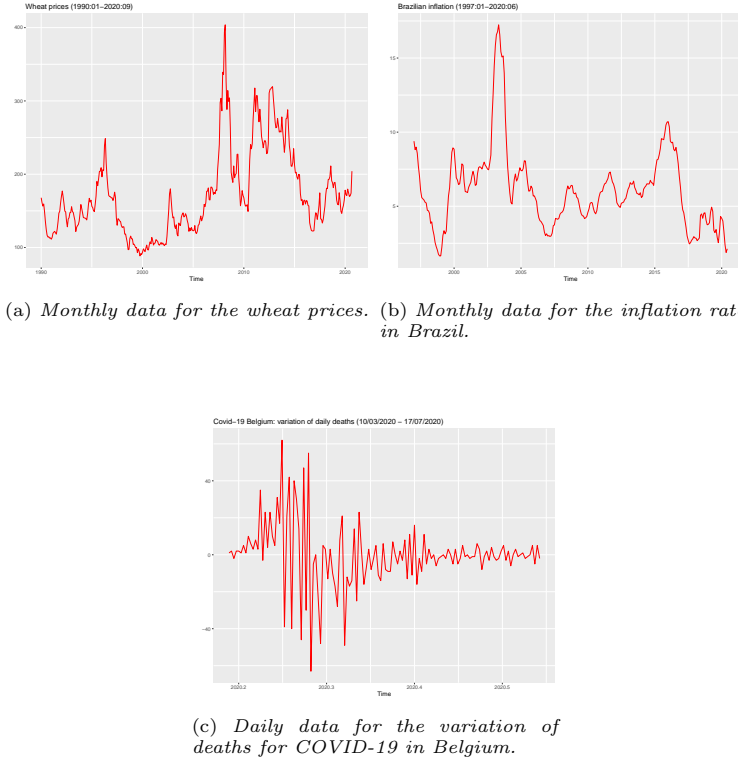 Wheat prices (1990:01−2020:09)
400
300
200
100
1990
2000
2010
2020
Time
Brazilian inflation (1997:01−2020:06)
15
10
5
2000
2005
2010
2015
2020
Time
(a) Monthly data for the wheat prices.
(b) Monthly data for the inflation rat
in Brazil.
Covid−19 Belgium: variation of daily deaths (10/03/2020 − 17/07/2020)
40
0
−40
2020.2
2020.3
2020.4
2020.5
Time
(c) Daily data for the variation of
deaths for COVID-19 in Belgium.